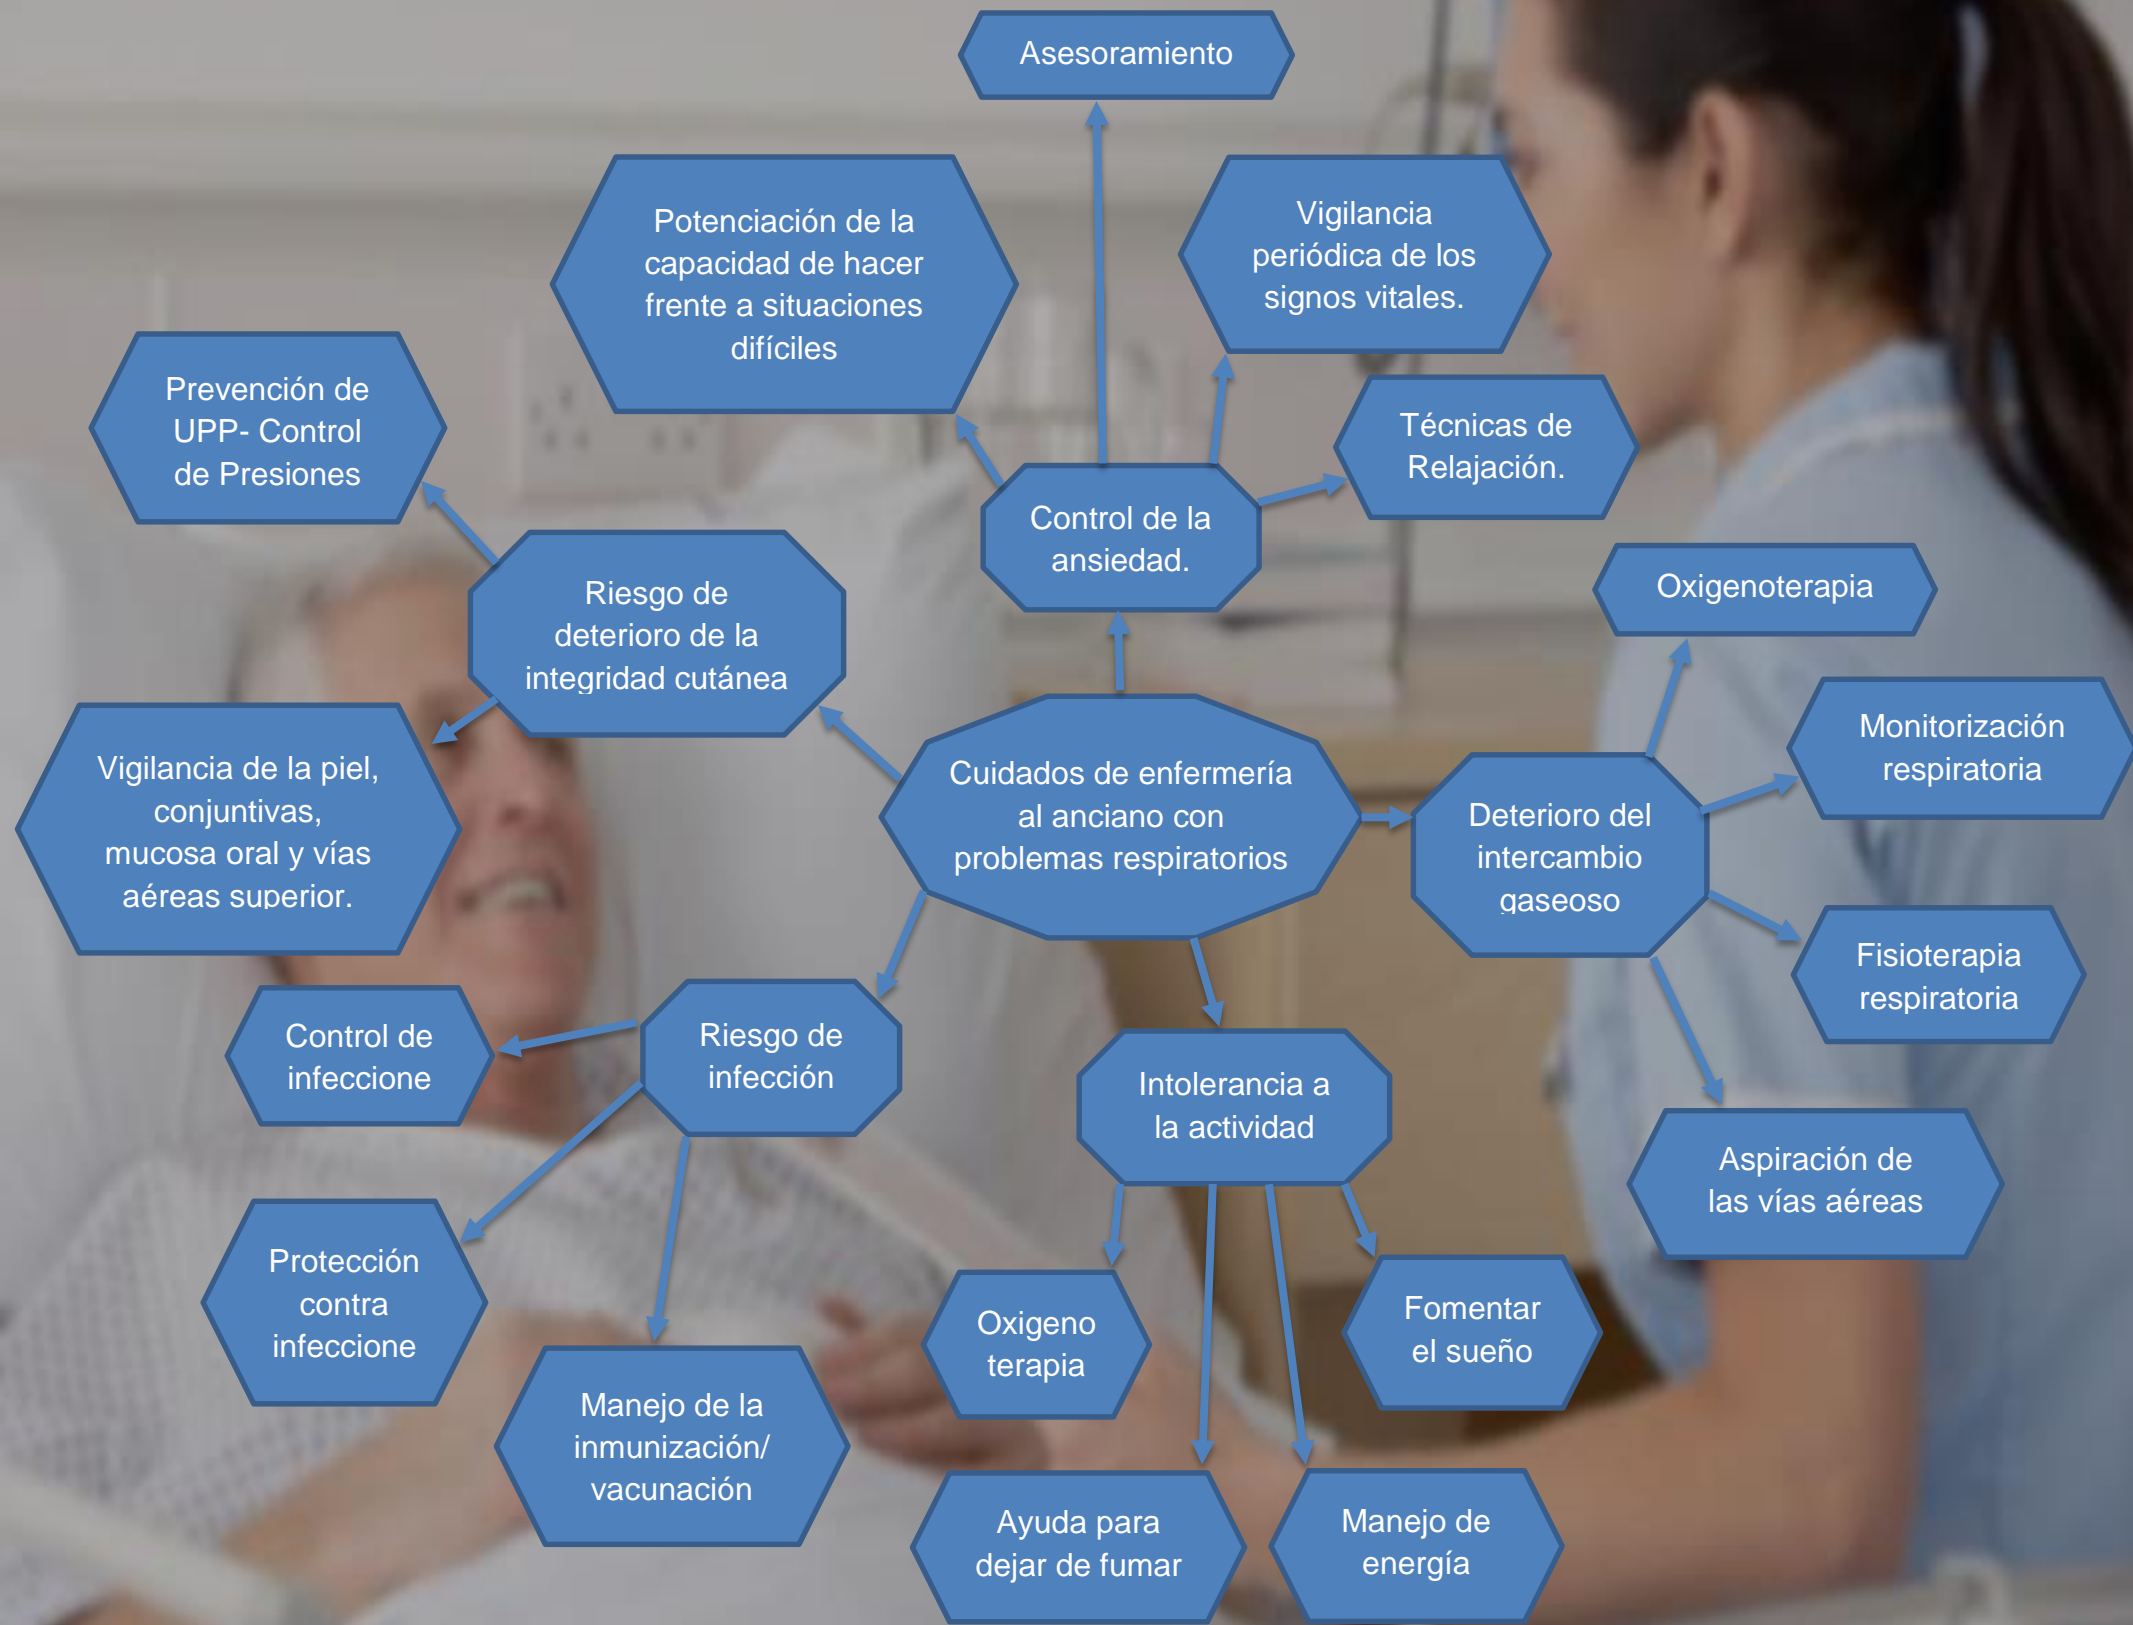 Asesoramiento
Potenciación de la
capacidad de hacer
frente a situaciones
difíciles
Vigilancia
periódica de los
signos vitales.
Prevención de
UPP- Control
de Presiones
Técnicas de
Relajación.
Control de la
ansiedad.
Riesgo de
deterioro de la
integridad cutánea
Oxigenoterapia
Vigilancia de la piel,
conjuntivas,
mucosa oral y vías
aéreas superior.
Cuidados de enfermería
al anciano con
problemas respiratorios
Deterioro del
intercambio
gaseoso
Monitorización
respiratoria
Fisioterapia
respiratoria
Control de
infeccione
Riesgo de
infección
Intolerancia a
la actividad
Aspiración de
las vías aéreas
Protección
contra
infeccione
Manejo de la
inmunización/
vacunación
Oxigeno
terapia
Fomentar
el sueño
Ayuda para
dejar de fumar
Manejo de
energía